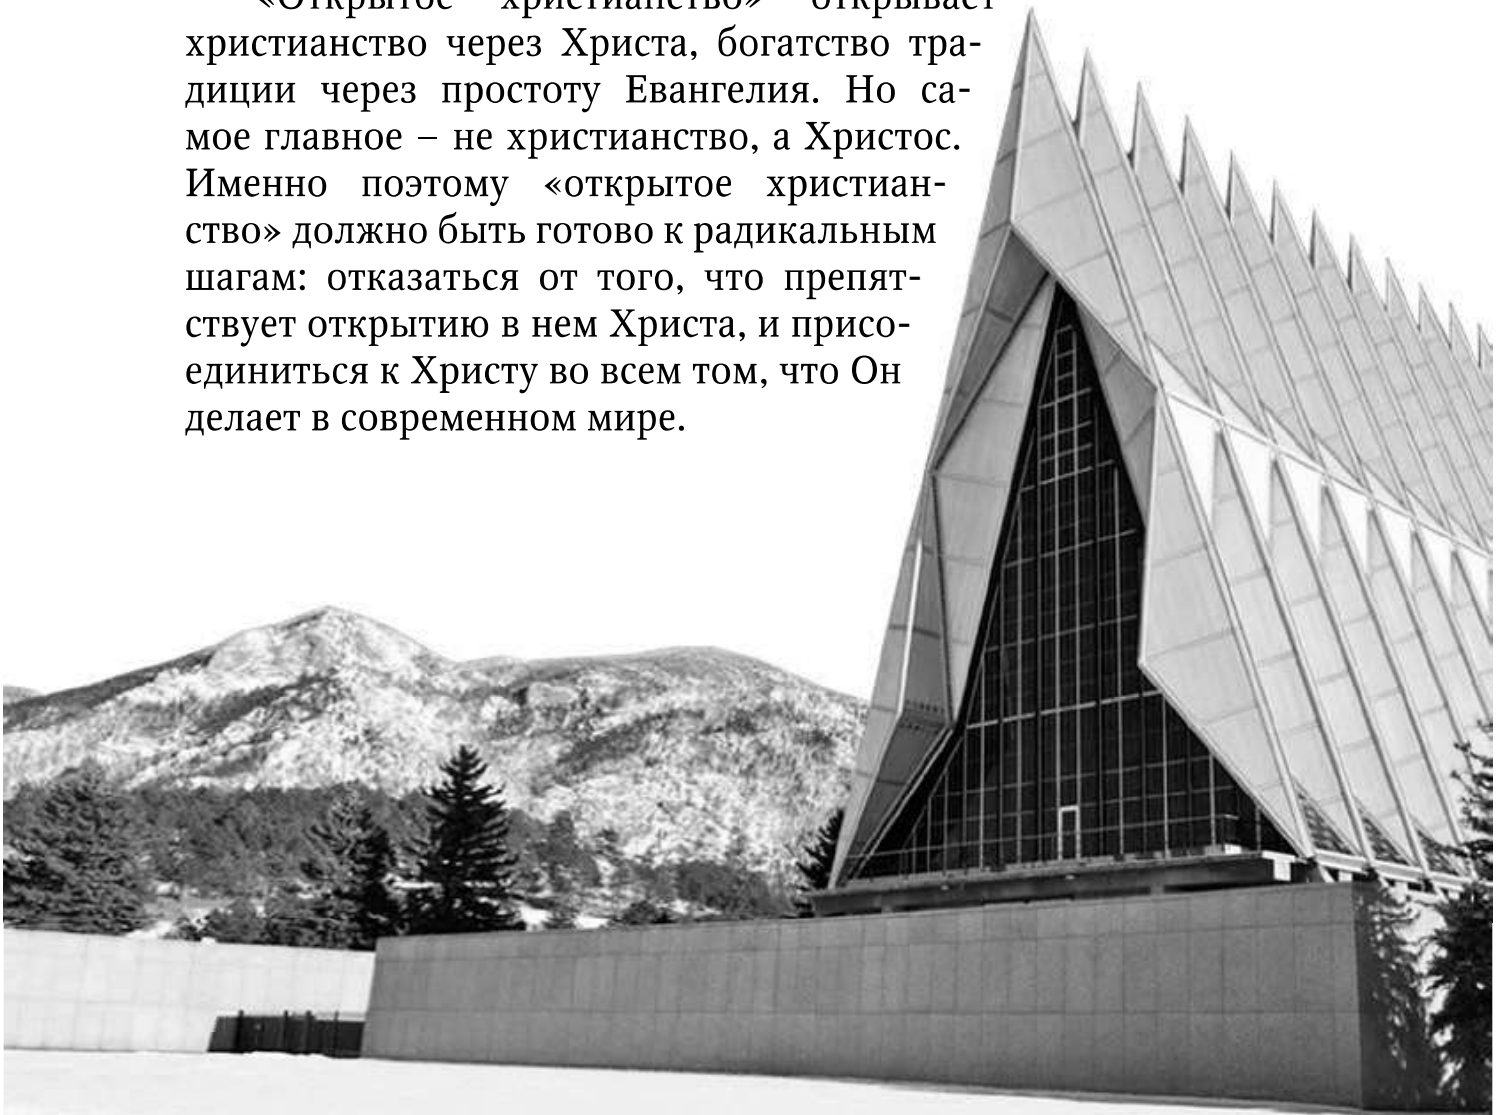 «Открытое христианство» открывает
христианство через Христа, богатство тра-
диции через простоту Евангелия. Но са-
мое главное – не христианство, а Христос.
Именно поэтому «открытое христиан-
ство» должно быть готово к радикальным
шагам: отказаться от того, что препят-
ствует открытию в нем Христа, и присо-
единиться к Христу во всем том, что Он
делает в современном мире.